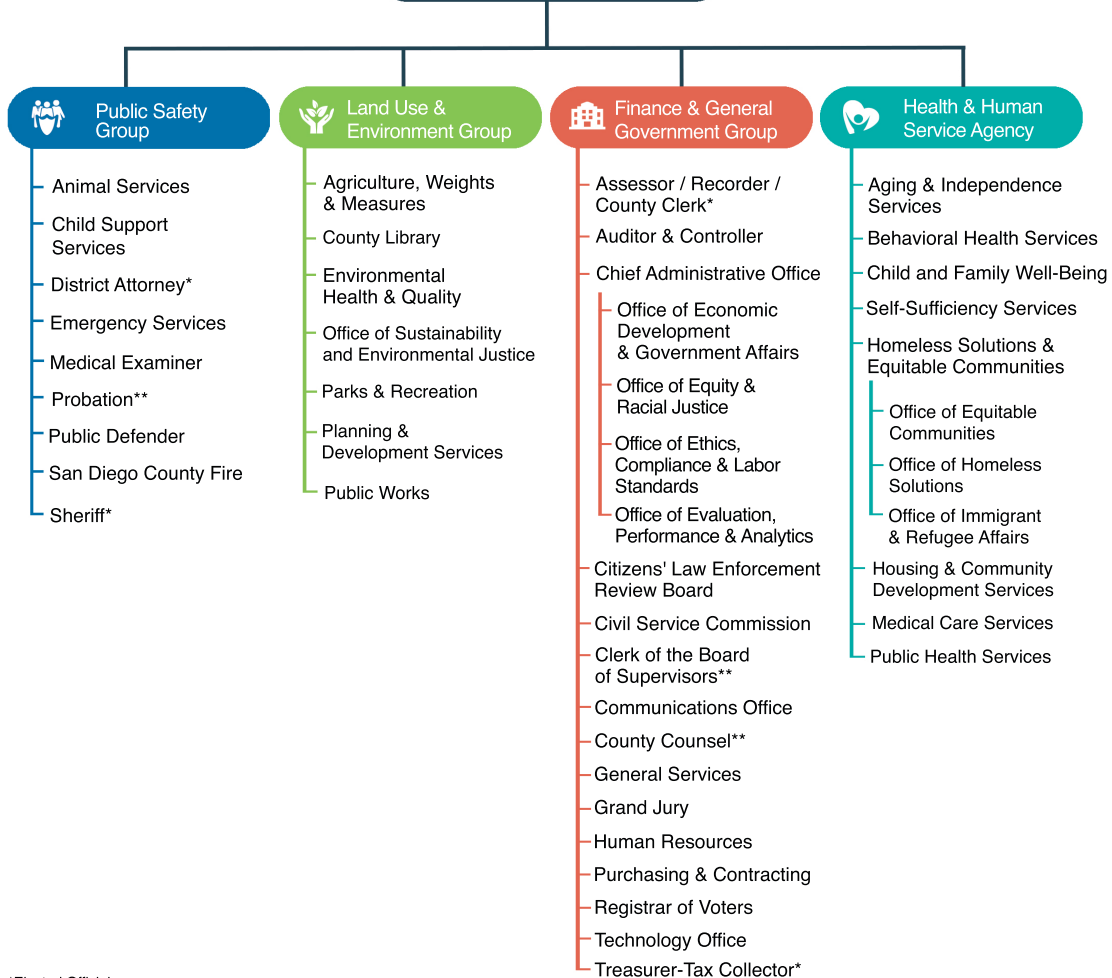 Public Safety
Group
Animal Services
Child Support
Services
District Attorney*
Emergency Services
Medical Examiner
Probation**
Public Defender
San Diego County Fire
Sheriff*
Land Use &
Environment Group
Agriculture, Weights
& Measures
County Library
Environmental
Health & Quality
Office of Sustainability
and Environmental Justice
Parks & Recreation
Planning &
Development Services
Public Works
Finance & General
Government Group
Assessor / Recorder /
County Clerk*
Auditor & Controller
Chief Administrative Office
Office of Economic
Development
& Government Affairs
Office of Equity &
Racial Justice
Office of Ethics,
Compliance & Labor
Standards
Office of Evaluation,
Performance & Analytics
Citizens' Law Enforcement
Review Board
Civil Service Commission
Clerk of the Board
of Supervisors**
Communications Office
County Counsel**
General Services
Grand Jury
Human Resources
Purchasing & Contracting
Registrar of Voters
Technology Office
Treasurer-Tax Collector*
Health & Human
Service Agency
Aging & Independence
Services
Behavioral Health Services
Child and Family Well-Being
Self-Sufficiency Services
Homeless Solutions &
Equitable Communities
Office of Equitable
Communities
Office of Homeless
Solutions
Office of Immigrant
& Refugee Affairs
Housing & Community
Development Services
Medical Care Services
Public Health Services